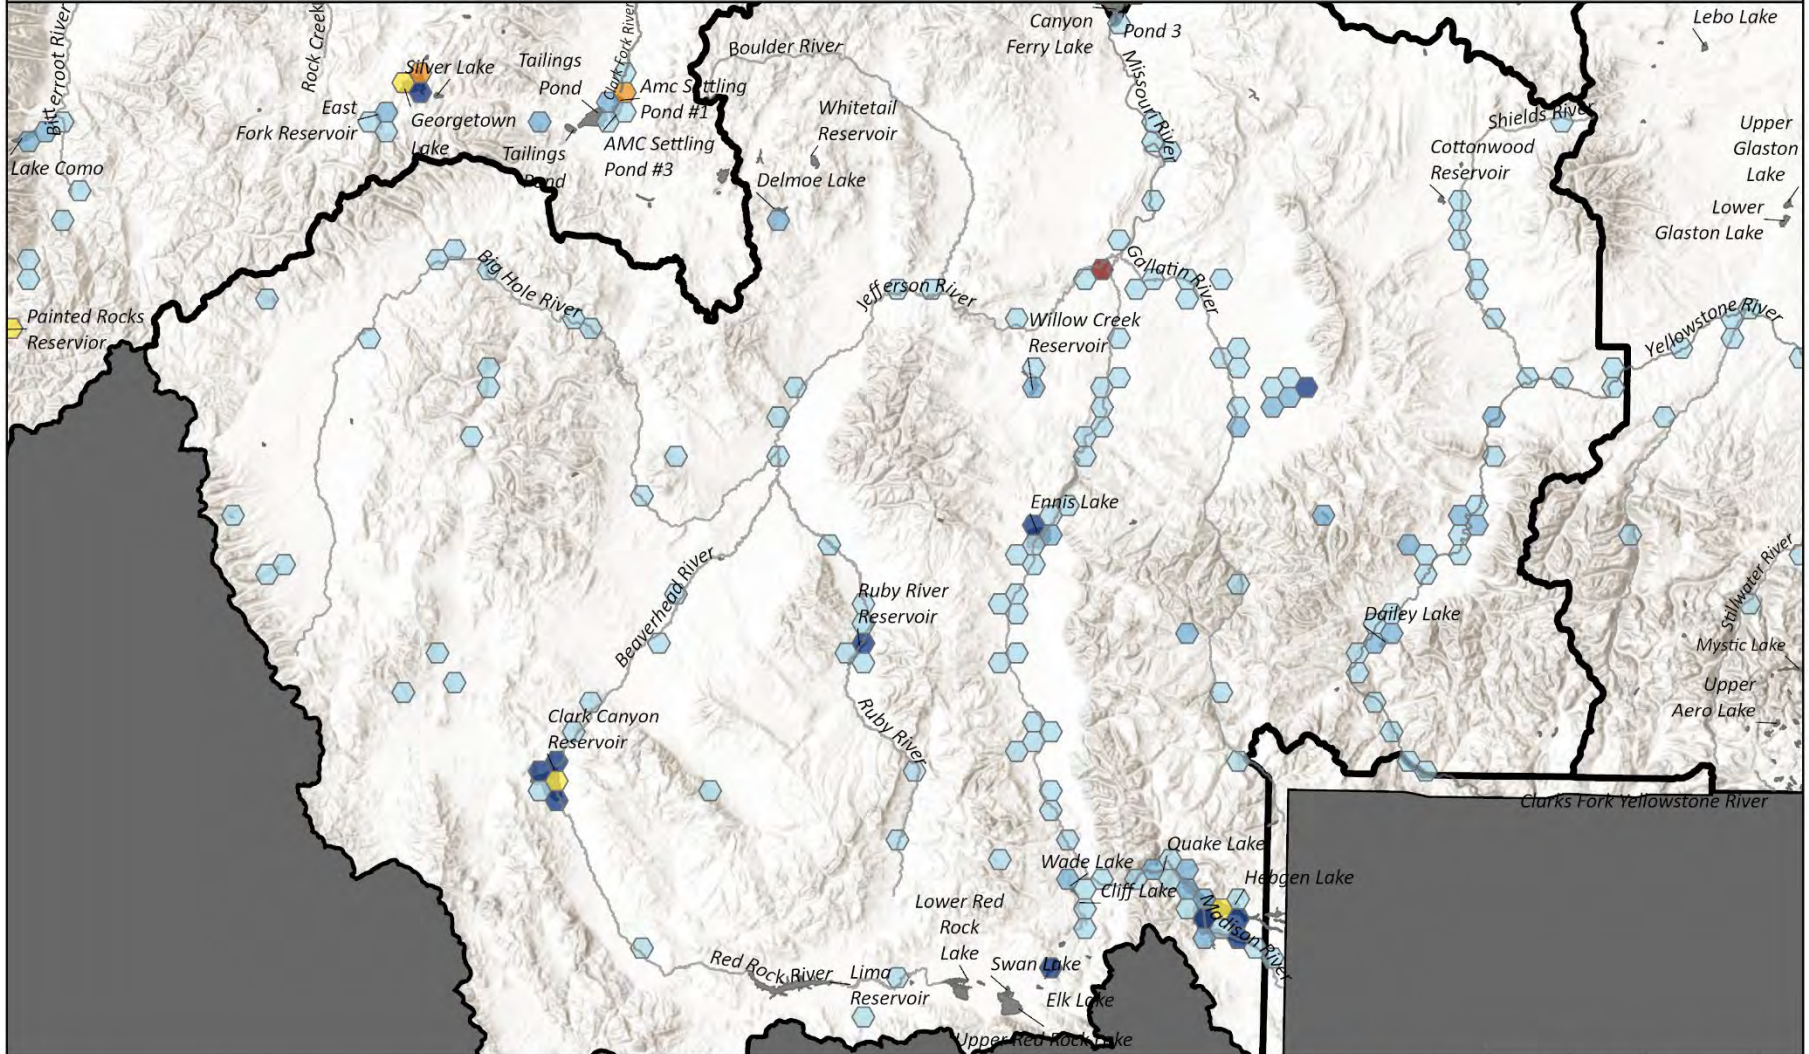 Bitterroot River
Rock Creek
Silver Lake
Tailings
Pond
Clark Fork River
Boulder River
Canyon
Ferry Lake
Pond 3
Missouri River
Lebo Lake
East
Fork Reservoir
Georgetown
Lake
Amc Settling
Pond #1
Whitetail
Reservoir
Shields River
Upper
Glaston
Lake
Lake Como
Tailings
Pond
AMC Settling
Pond #3
Delmoe Lake
Cottonwood
Reservoir
Lower
Glaston Lake
Big Hole River
Jefferson River
Gallatin River
Painted Rocks
Reservior
Willow Creek
Reservoir
Yellowstone River
Ennis Lake
Beaverhead River
Ruby River
Reservoir
Dailey Lake
Stillwater River
Mystic Lake
Upper
Aero Lake
Clark Canyon
Reservoir
Ruby River
Clarks Fork Yellowstone River
Quake Lake
Wade Lake
Cliff Lake
Hebgen Lake
Madison River
Lower Red
Rock
Lake
Red Rock River
Lima
Reservoir
Swan Lake
Elk Lake
Upper Red Rock Lake